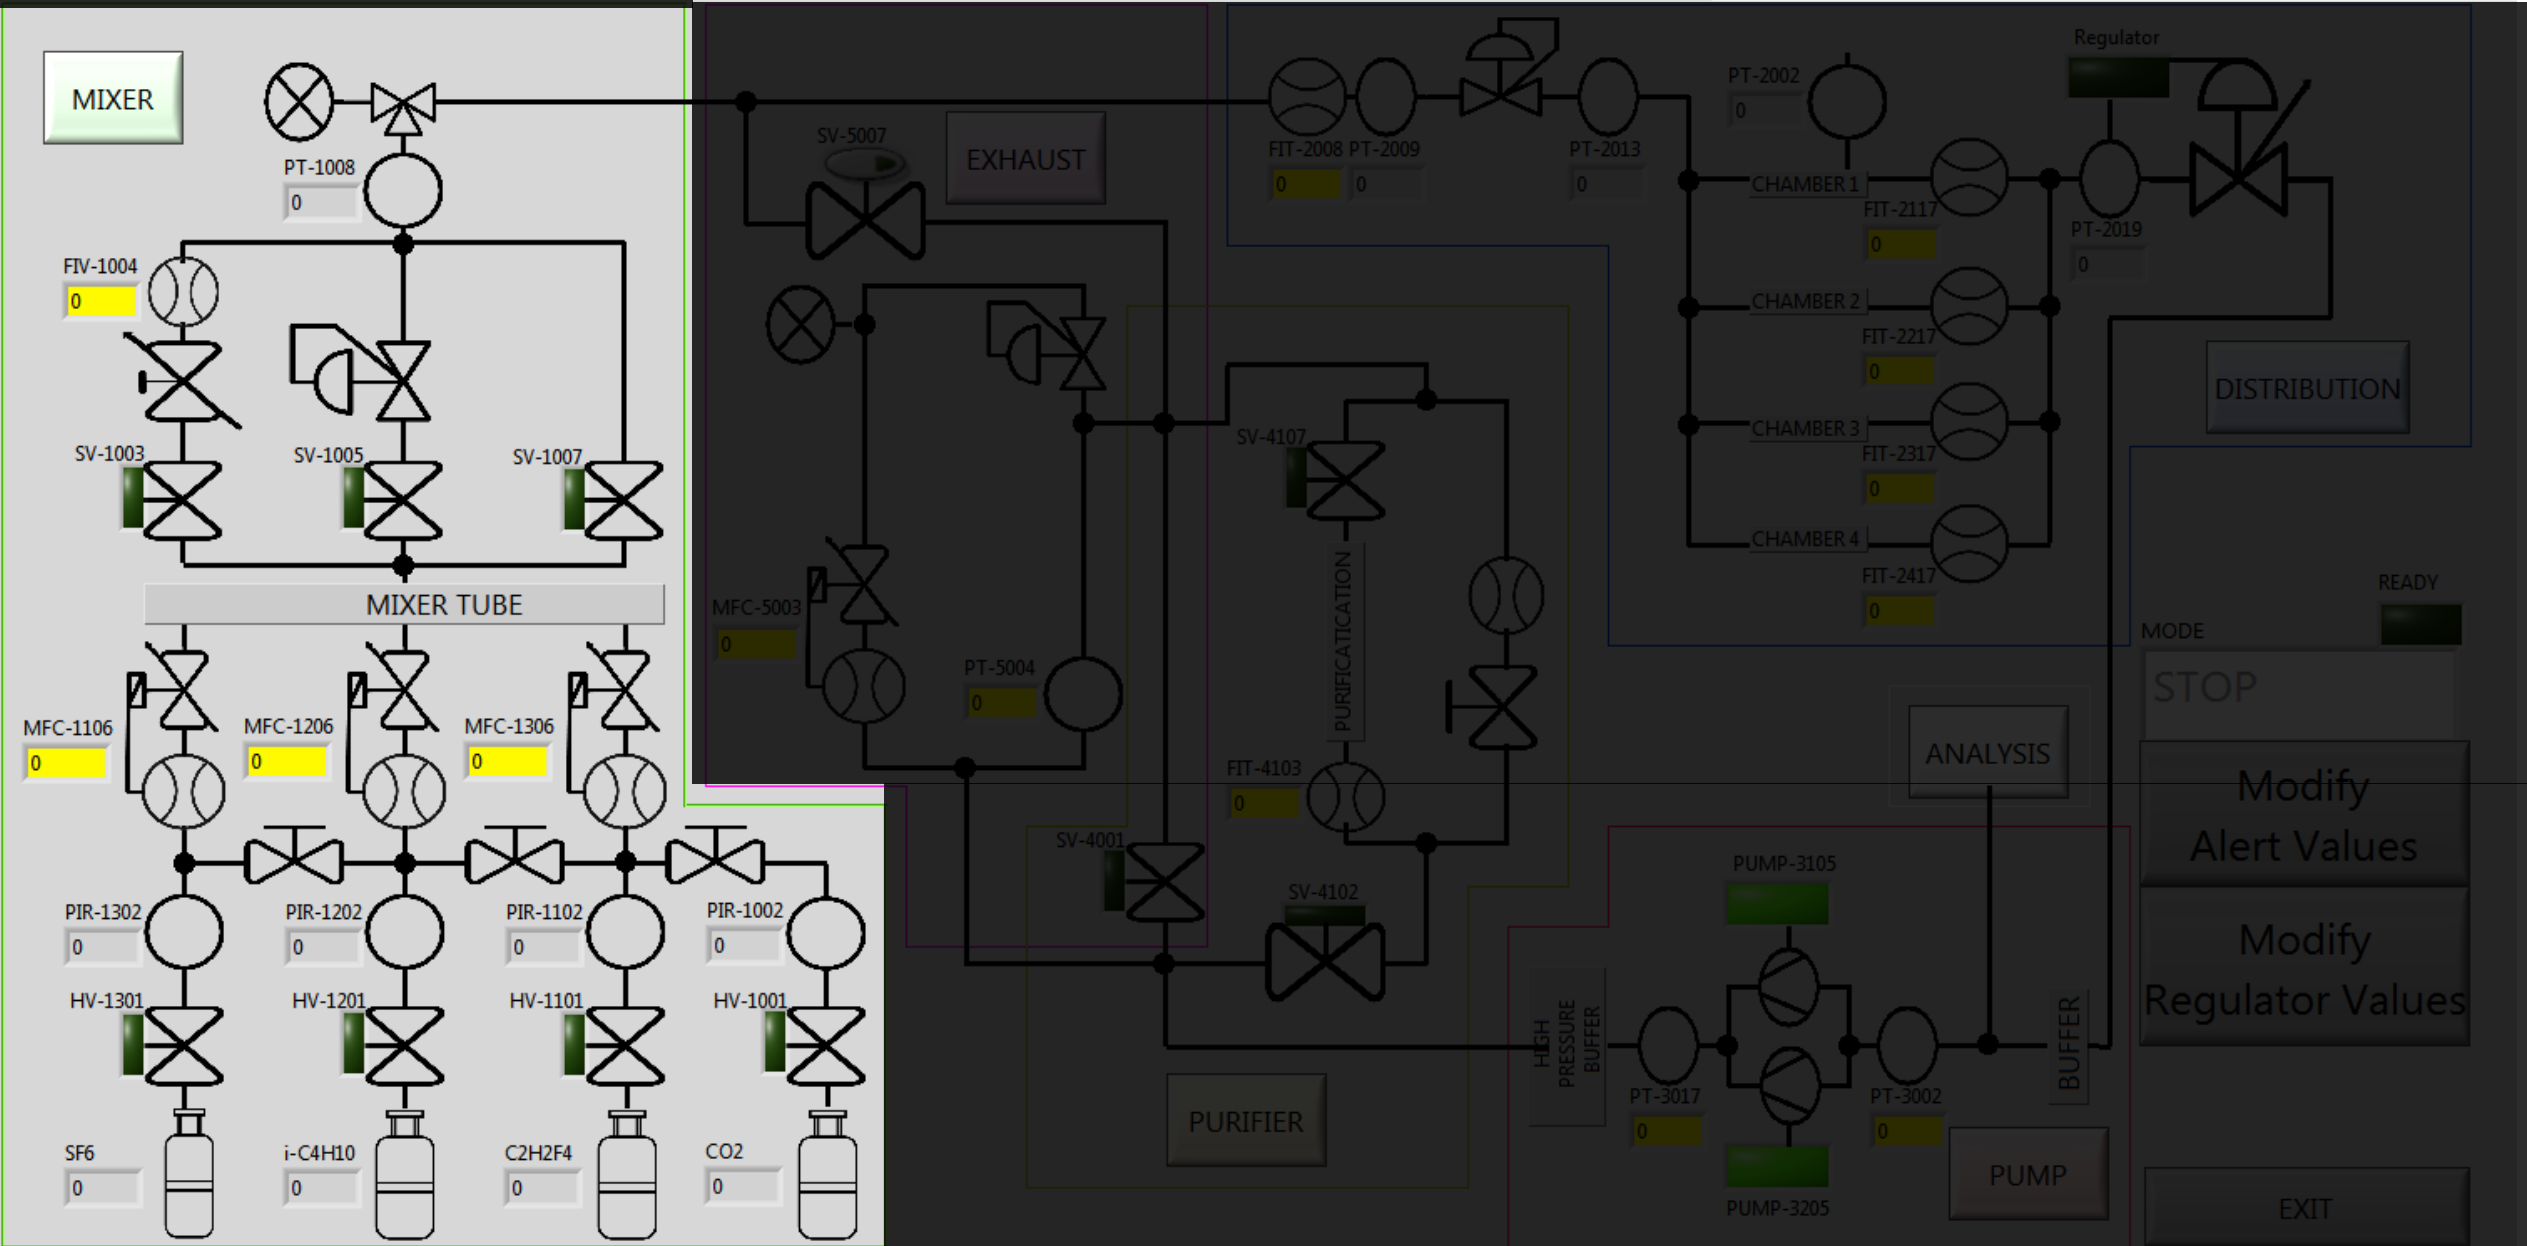 MIXER
PT-1008
0
FIV-1004
0
SV-1003
SV-1005
SV-1007
MIXER TUBE
MFC-1106
0
MFC-1206
0
MFC-1306
0
PIR-1302
0
PIR-1202
0
PIR-1102
0
PIR-1002
0
HV-1301
HV-1201
HV-1101
HV-1001
SF6
0
i-C4H10
0
C2H2F4
0
CO2
0
SV-5007
EXHAUST
MFC-5003
0
PT-5004
0
FIT-2008
0
PT-2009
0
PT-2013
0
PT-2002
0
Regulator
CHAMBER 1
FIT-2117
0
PT-2019
0
CHAMBER 2
FIT-2217
0
CHAMBER 3
FIT-2317
0
CHAMBER 4
FIT-2417
0
DISTRIBUTION
SV-4107
PURIFICATICATION
FIT-4103
0
SV-4001
SV-4102
PURIFIER
READY
MODE
STOP
ANALYSIS
Modify
Alert Values
Modify
Regulator Values
PUMP-3105
HIGH
PRESSURE
BUFFER
PT-3017
0
PT-3002
0
BUFFER
PUMP-3205
PUMP
EXIT